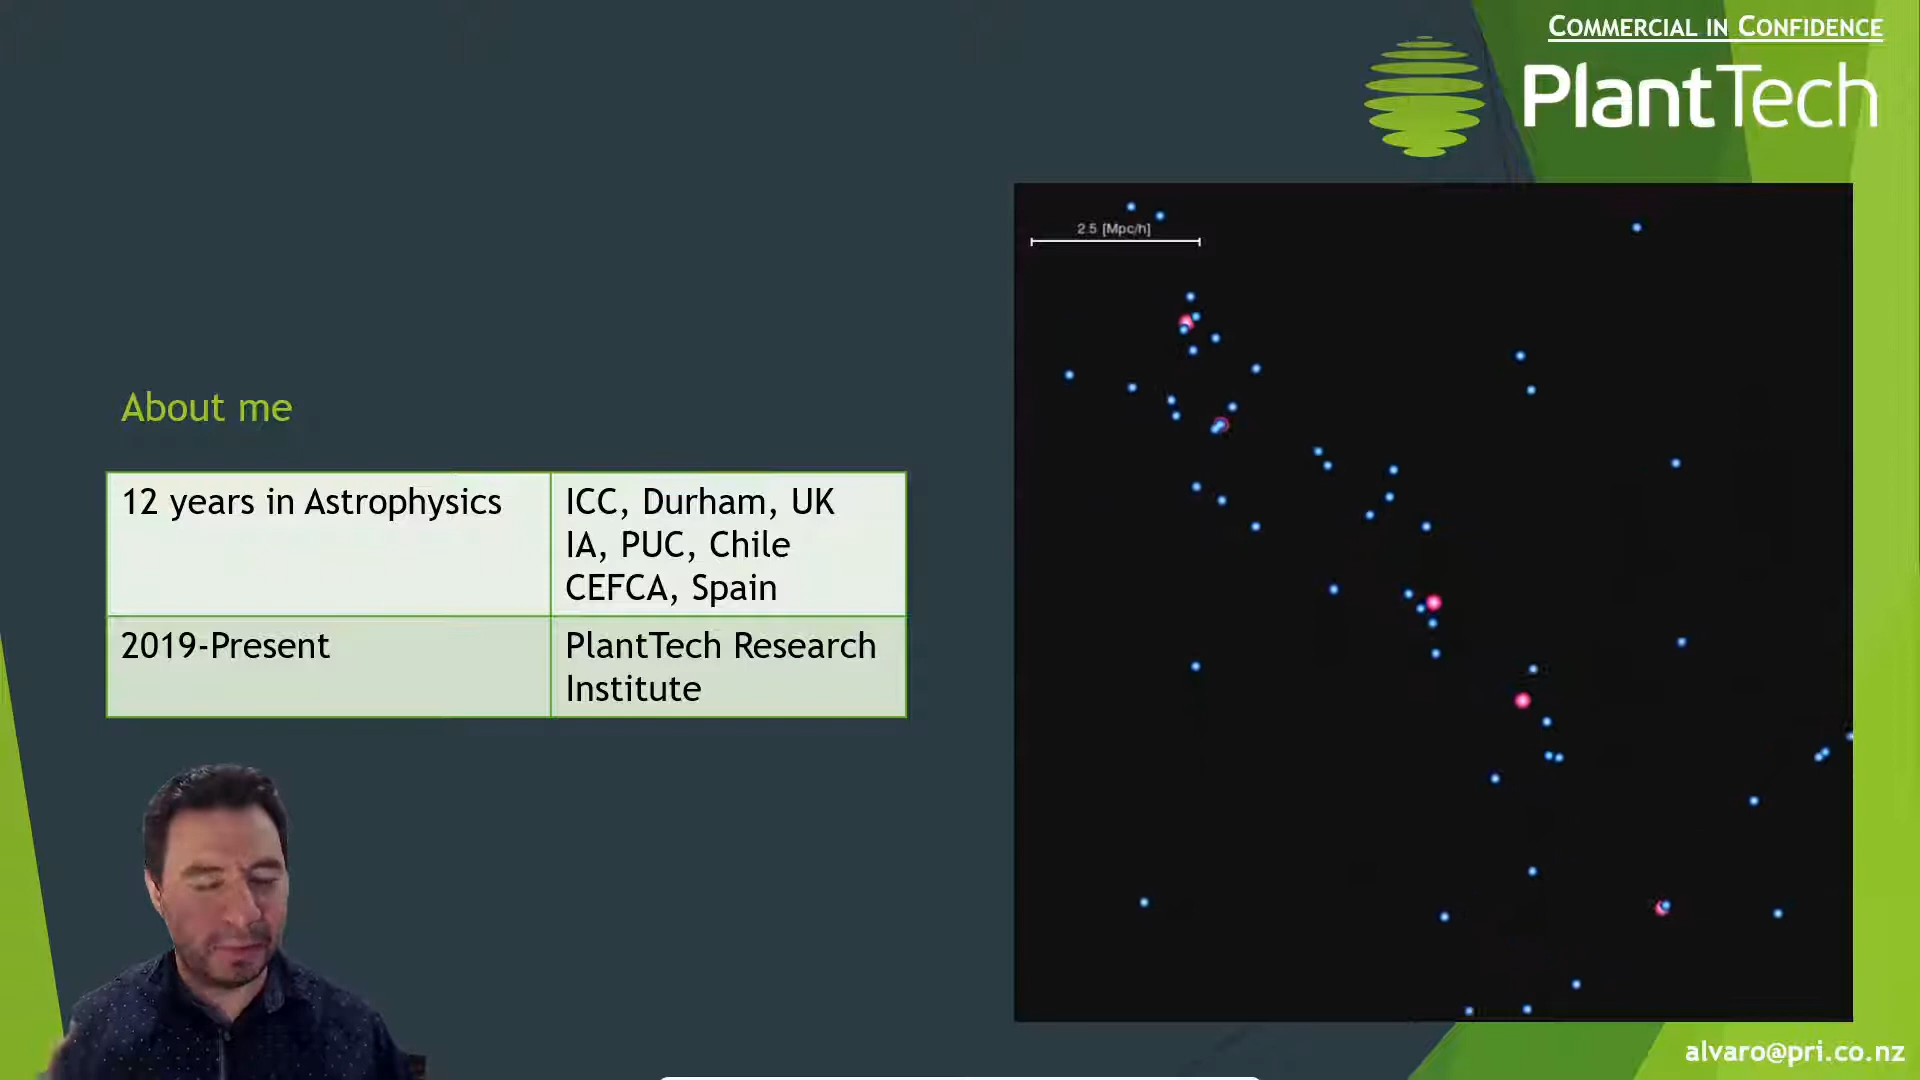 COMMERCIAL IN CONFIDENCE
PlantTech
2.5 [Mpc/h]
About me
12 years in Astrophysics
ICC, Durham, UK
IA, PUC, Chile
CEFCA, Spain
2019-Present
PlantTech Research
Institute
alvaro@pri.co.nz